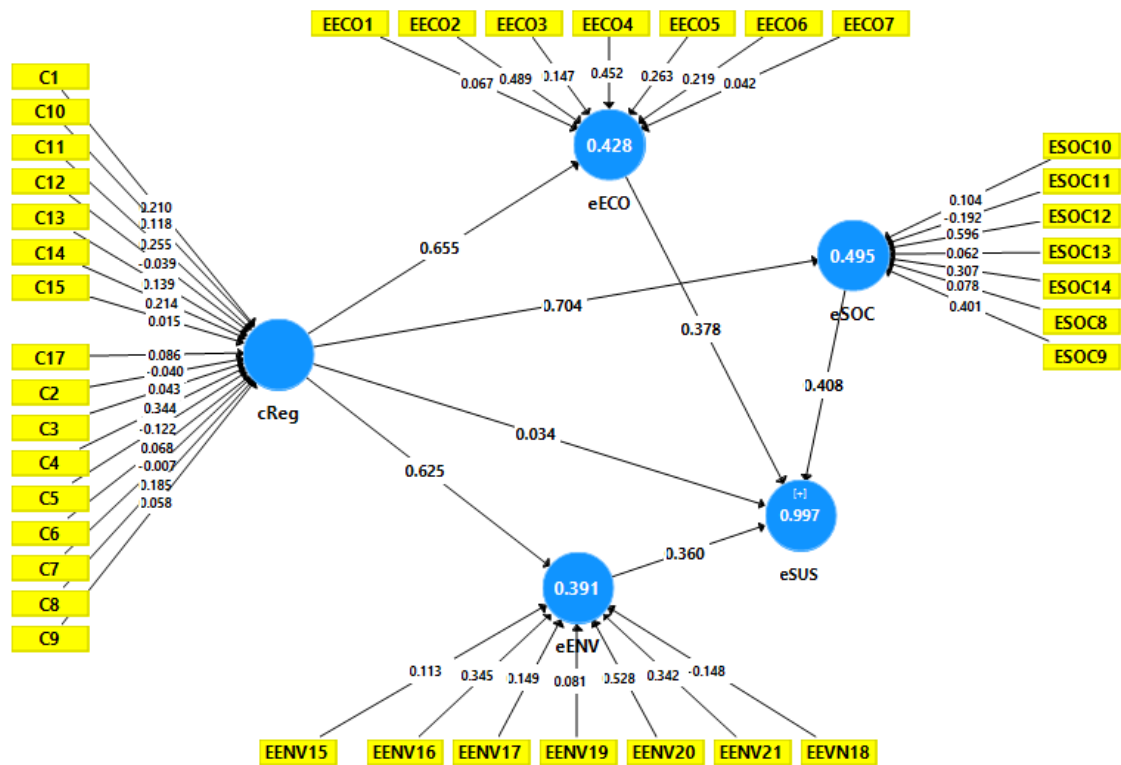 EECO1 EECO2 EECO3 EECO4 EECO5 EECO6 EECO7
0.067 0.489 0.147 0.452 0.263 0.219 0.042
0.428
eECO
C1
C10
C11
C12
C13
C14
C15
C17
C2
C3
C4
C5
C6
C7
C8
C9
0.210
0.118
0.255
-0.039
0.139
0.214
0.015
0.086
-0.040
0.043
0.344
-0.122
0.068
-0.007
0.185
0.058
cReg
0.655
0.704
0.034
0.625
0.378
0.408
0.360
0.495
eSOC
ESOC10
ESOC11
ESOC12
ESOC13
ESOC14
ESOC8
ESOC9
0.104
-0.192
0.596
0.062
0.307
0.078
0.401
[+]
0.997
eSUS
0.391
eENV
0.113 0.345 0.149 0.081 0.528 0.342 -0.148
EENV15 EENV16 EENV17 EENV19 EENV20 EENV21 EEVN18